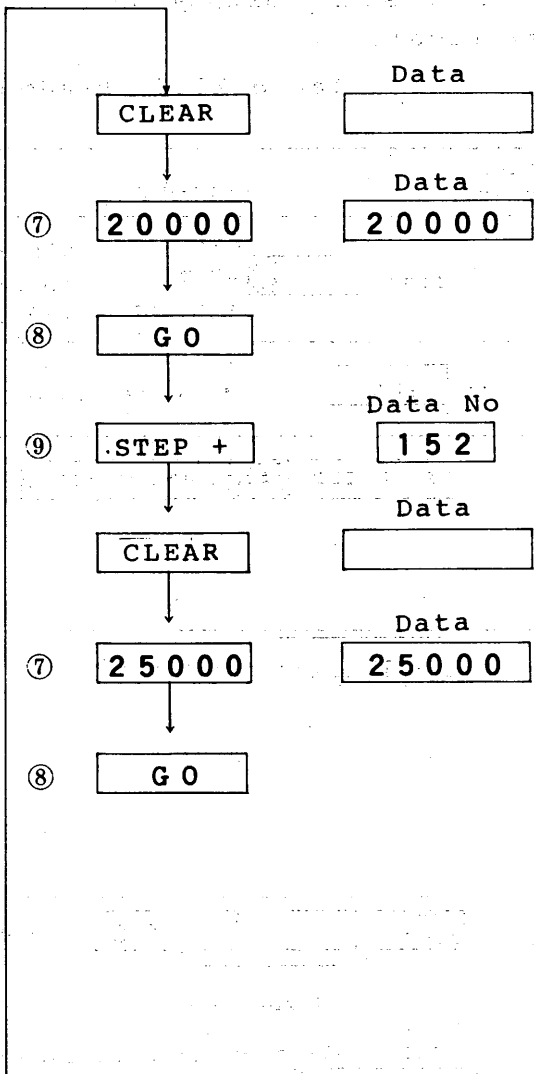 Data
CLEAR
Data
⑦ 20000 20000
⑧ GO
Data No
⑨ .STEP + 152
Data
CLEAR
Data
⑦ 25000 25000
⑧ GO